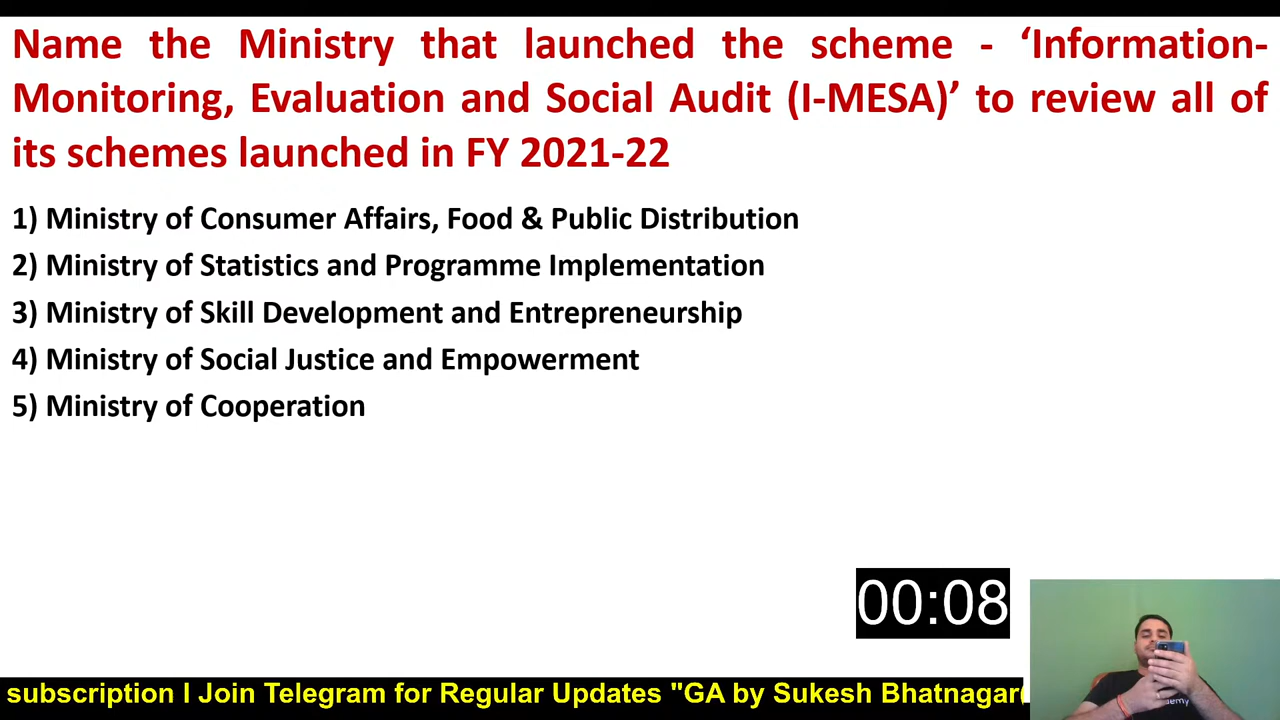 Name the Ministry that launched the scheme - ‘Information-
Monitoring, Evaluation and Social Audit (I-MESA)’ to review all of
its schemes launched in FY 2021-22
1) Ministry of Consumer Affairs, Food & Public Distribution
2) Ministry of Statistics and Programme Implementation
3) Ministry of Skill Development and Entrepreneurship
4) Ministry of Social Justice and Empowerment
5) Ministry of Cooperation
00:08
subscription I Join Telegram for Regular Updates "GA by Sukesh Bhatnagar(